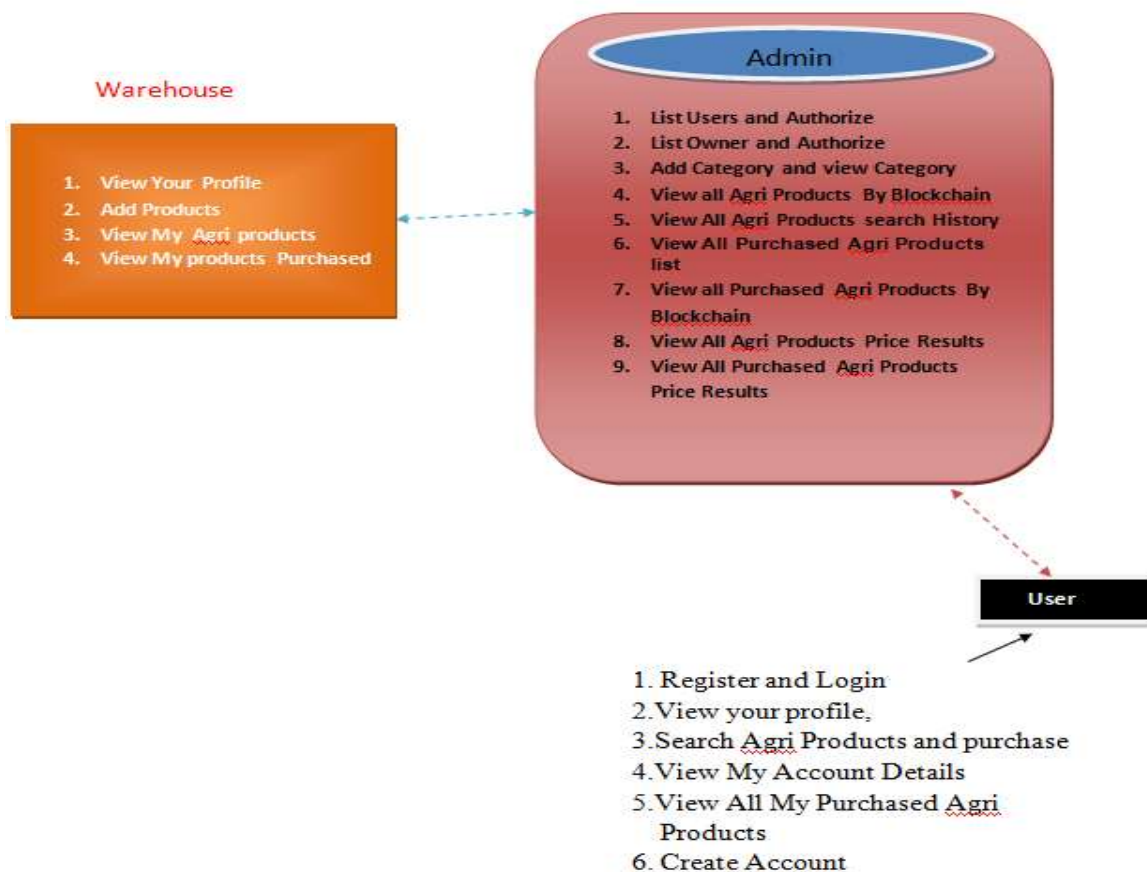 Warehouse
1. View Your Profile
2. Add Products
3. View My Agri products
4. View My products Purchased
Admin
1. List Users and Authorize
2. List Owner and Authorize
3. Add Category and view Category
4. View all Agri Products By Blockchain
5. View All Agri Products search History
6. View All Purchased Agri Products
list
7. View all Purchased Agri Products By
Blockchain
8. View All Agri Products Price Results
9. View All Purchased Agri Products
Price Results
User
1. Register and Login
2.View your profile,
3.Search Agri Products and purchase
4.View My Account Details
5.View All My Purchased Agri
Products
6. Create Account